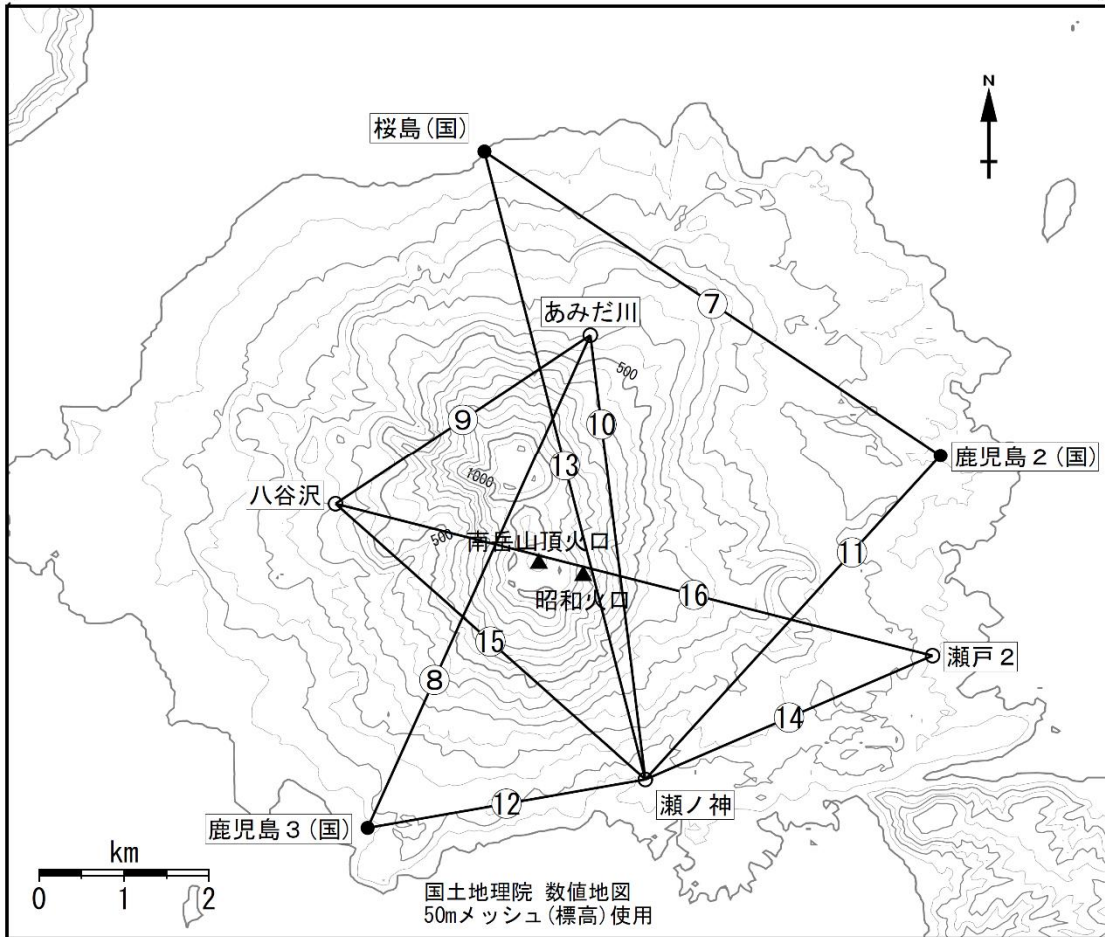 桜島(国)
N
あみだ川
⑦
500
⑨
⑩
⑬
鹿児島2(国)
1000
八谷沢
500
南岳山頂火口
⑪
昭和火口
⑯
⑮
瀬戸2
⑧
⑭
瀬ノ神
⑫
鹿児島3(国)
km
0 1 2
国土地理院 数値地図
50mメッシュ(標高)使用